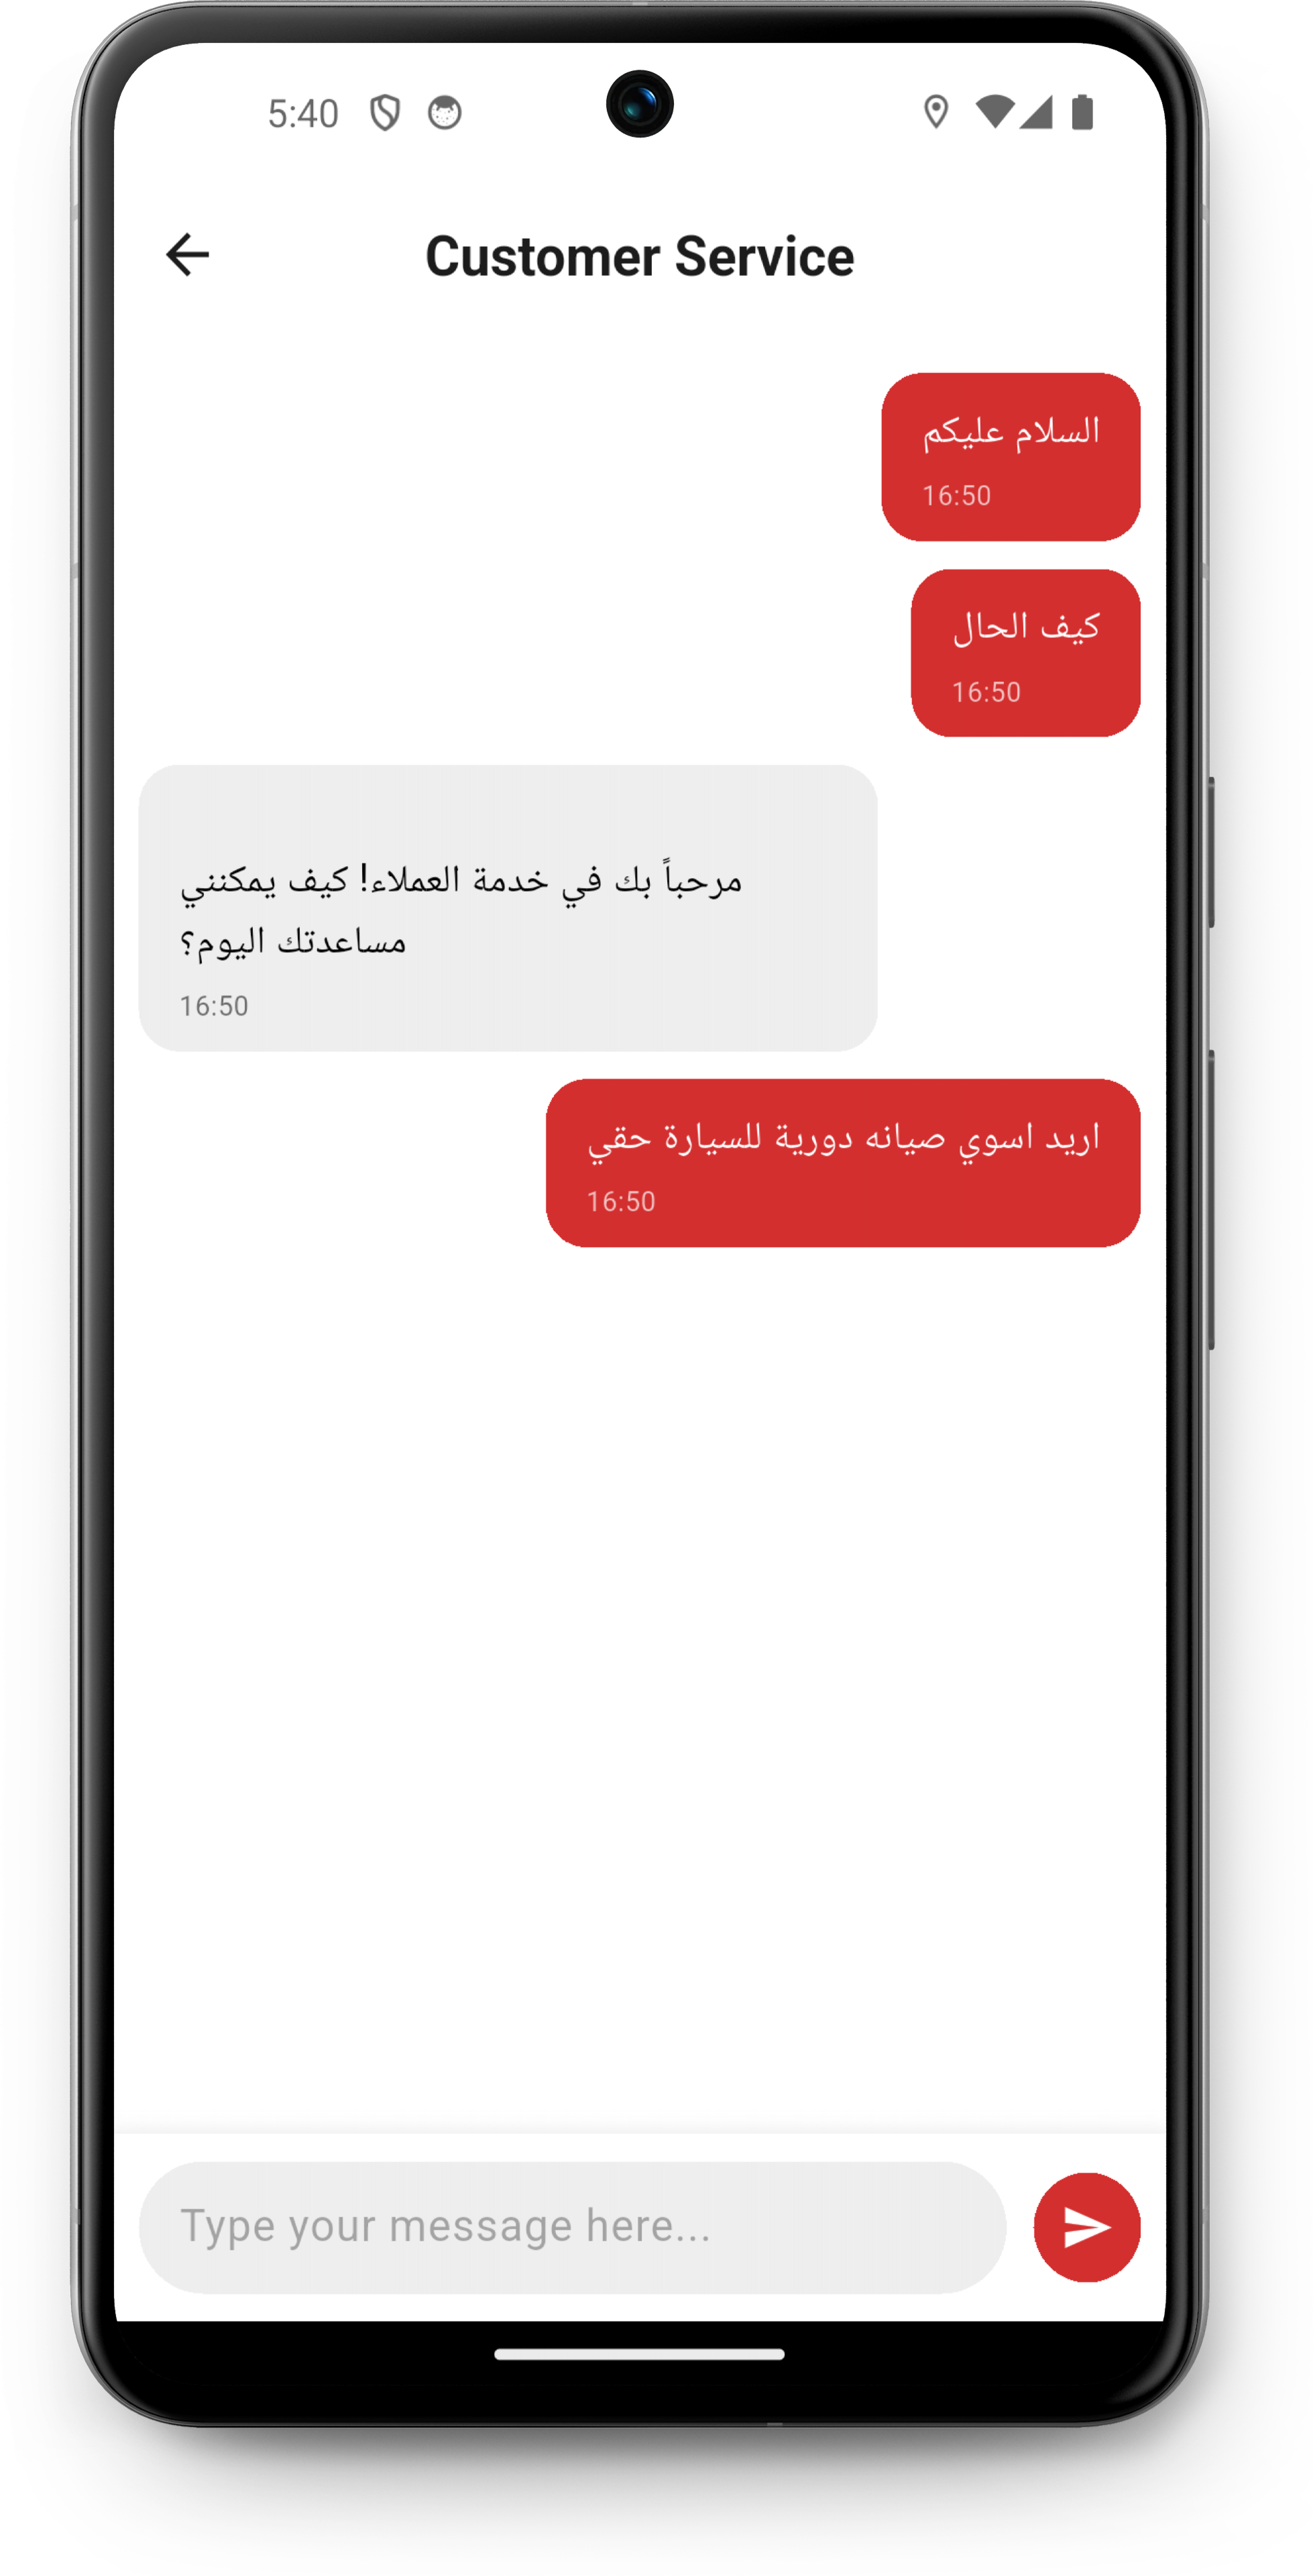 5:40
Customer Service
السلام عليكم
16:50
كيف الحال
16:50
مرحباً بك في خدمة العملاء! كيف يمكنني
مساعدتك اليوم؟
16:50
اريد اسوي صيانه دورية للسيارة حقي
16:50
Type your message here...